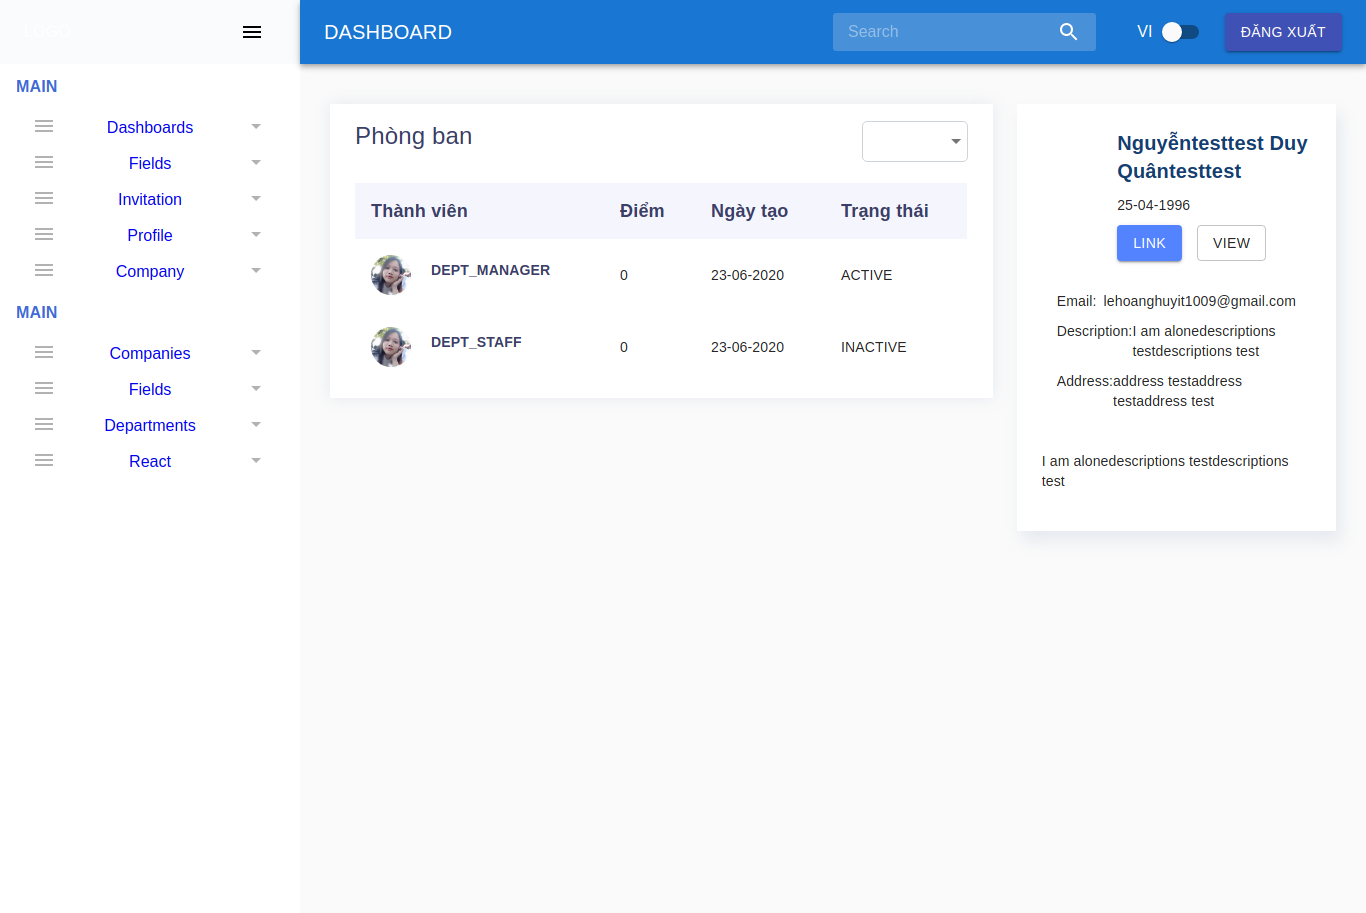 LOGO
DASHBOARD
Search
VI
ĐĂNG XUẤT
MAIN
Dashboards
Fields
Invitation
Profile
Company
MAIN
Companies
Fields
Departments
React
Phòng ban
Thành viên Điểm Ngày tạo Trạng thái
DEPT_MANAGER 0 23-06-2020 ACTIVE
DEPT_STAFF 0 23-06-2020 INACTIVE
Nguyễntesttest Duy
Quântesttest
25-04-1996
LINK VIEW
Email: lehoanghuyit1009@gmail.com
Description:I am alonedescriptions
testdescriptions test
Address:address testaddress
testaddress test
I am alonedescriptions testdescriptions
test